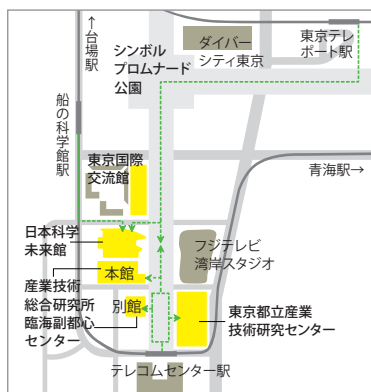 ←台場駅
シンボル
プロムナード
公園
ダイバー
シティ東京
東京テレ
ポート駅
船の科学館駅
東京国際
交流館
青海駅→
日本科学
未来館
本館
フジテレビ
湾岸スタジオ
産業技術
総合研究所
臨海副都心
センター
別館
東京都立産業
技術研究センター
テレコムセンター駅